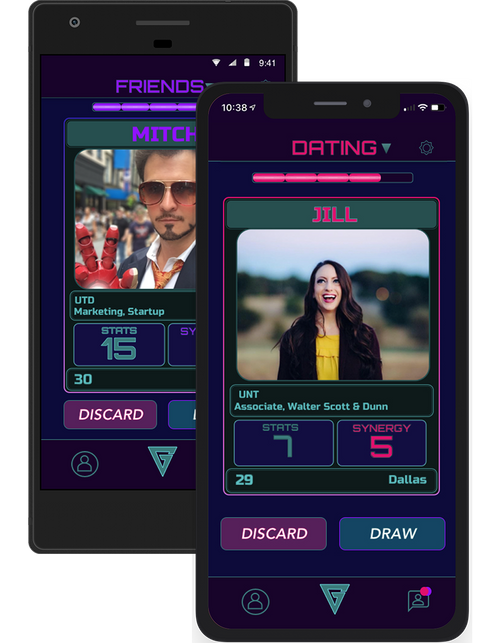 9:41
FRIENDS
MITCH
UTD
Marketing, Startup
STATS
15
SY
30
DISCARD
10:38
DATING
JILL
UNT
Associate, Walter Scott & Dunn
STATS
7
SYNERGY
5
29
Dallas
DISCARD
DRAW